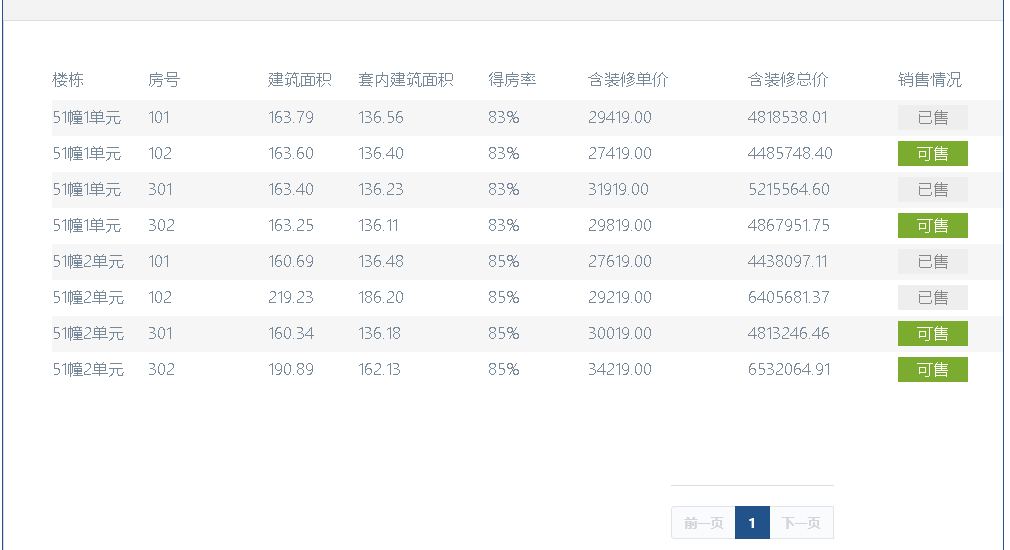 楼栋 房号 建筑面积 套内建筑面积 得房率 含装修单价 含装修总价 销售情况
51幢1单元 101 163.79 136.56 83% 29419.00 4818538.01 已售
51幢1单元 102 163.60 136.40 83% 27419.00 4485748.40 可售
51幢1单元 301 163.40 136.23 83% 31919.00 5215564.60 已售
51幢1单元 302 163.25 136.11 83% 29819.00 4867951.75 可售
51幢2单元 101 160.69 136.48 85% 27619.00 4438097.11 已售
51幢2单元 102 219.23 186.20 85% 29219.00 6405681.37 已售
51幢2单元 301 160.34 136.18 85% 30019.00 4813246.46 可售
51幢2单元 302 190.89 162.13 85% 34219.00 6532064.91 可售
前一页 1 下一页